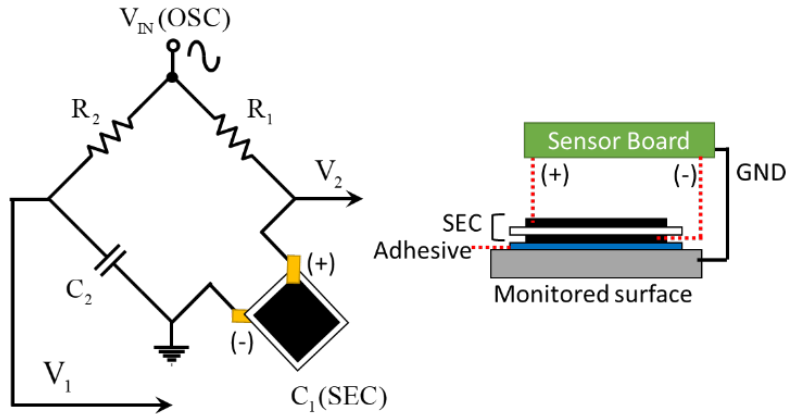 V_IN (OSC)
R_2
R_1
V_2
C_2
(+)
(-)
V_1
C_1 (SEC)
Sensor Board
(+)
(-)
GND
SEC
Adhesive
Monitored surface